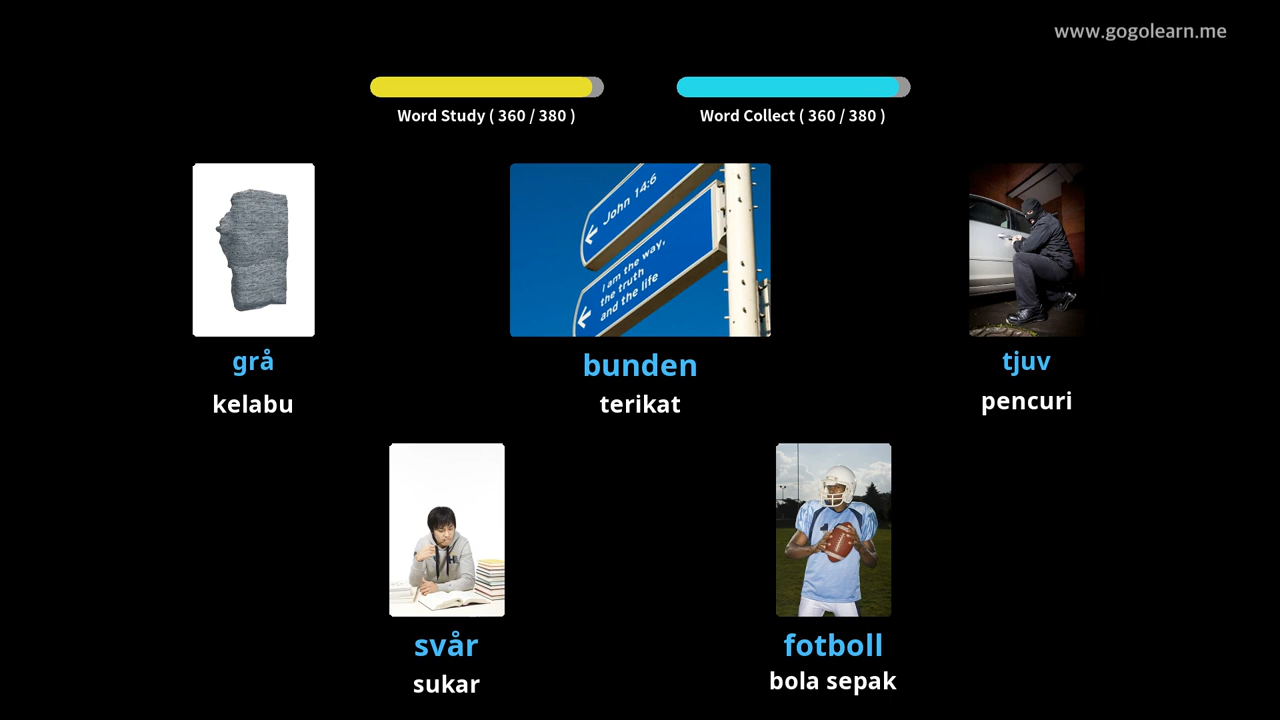 www.gogolearn.me
Word Study ( 360 / 380 )
Word Collect ( 360 / 380 )
John 14:6
I am the way,
the truth
and the life
grå
kelabu
bunden
terikat
tjuv
pencuri
svår
sukar
fotboll
bola sepak